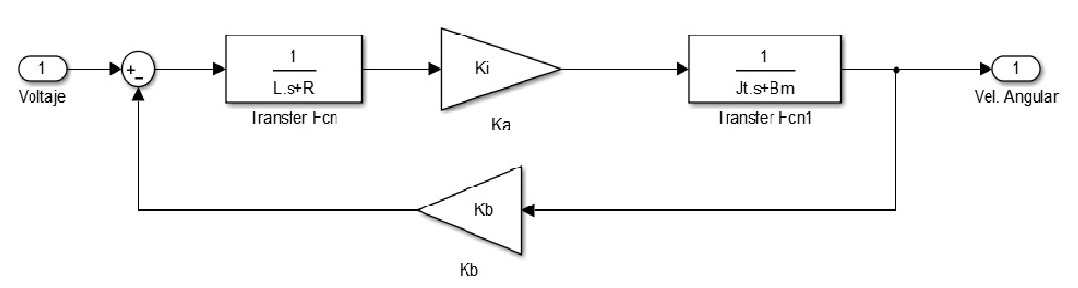 1
Voltaje
+
-
1
L.s+R
Transfer Fcn
Ki
Ka
1
Jt.s+Bm
Transfer Fcn1
1
Vel. Angular
Kb
Kb